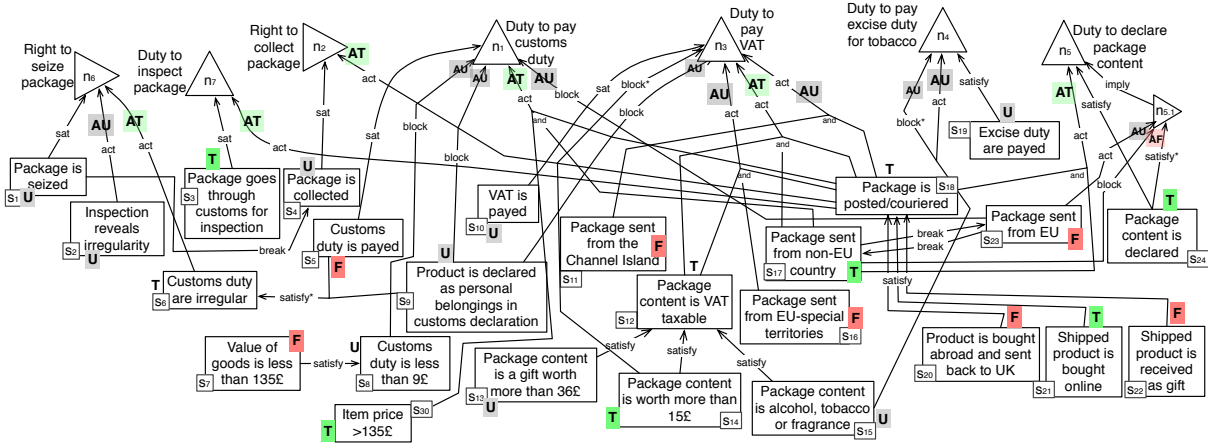 Right to
seize
package
n6
AU
AT
sat
act
act
Duty to
inspect
package
n7
T
AT
sat
act
Right to
collect
package
n2
AT
act
sat
Duty to pay
customs
duty
n1
AU
AU
AT
AU
sat
block
block
act
and
block
Duty to
pay
VAT
n3
AU
AU
AT
AU
sat
block*
act
act
act
and
and
and
Duty to pay
excise duty
for tobacco
n4
AU
AU
block*
act
satisfy
U
S19
Excise duty
are payed
Duty to declare
package
content
n5
AT
act
satisfy
imply
n5.1
AU
AF
act
block
satisfy*
and
Package is
seized
S1
U
Inspection
reveals
irregularity
S2
U
Package goes
through
customs for
inspection
S3
Package is
collected
S4
U
break
Customs
duty is payed
S5
F
T
Customs duty
are irregular
S6
satisfy*
Value of
goods is less
than 135£
S7
F
satisfy
U
Customs
duty is less
than 9£
S8
U
Product is declared
as personal
belongings in
customs declaration
S9
VAT is
payed
S10
U
Package sent
from the
Channel Island
S11
F
T
Package
content is VAT
taxable
S12
satisfy
satisfy
satisfy
Package content
is a gift worth
more than 36£
S13
U
Package content
is worth more than
15£
S14
T
Package content
is alcohol, tobacco
or fragrance
S15
U
Package sent
from EU-special
territories
S16
F
Package sent
from non-EU
country
S17
T
T
Package is
posted/couriered
S18
break
break
Package sent
from EU
S23
F
T
Package
content is
declared
S24
F
Product is bought
abroad and sent
back to UK
S20
T
Shipped
product is
bought
online
S21
F
Shipped
product is
received
as gift
S22
Item price
>135£
S30
T